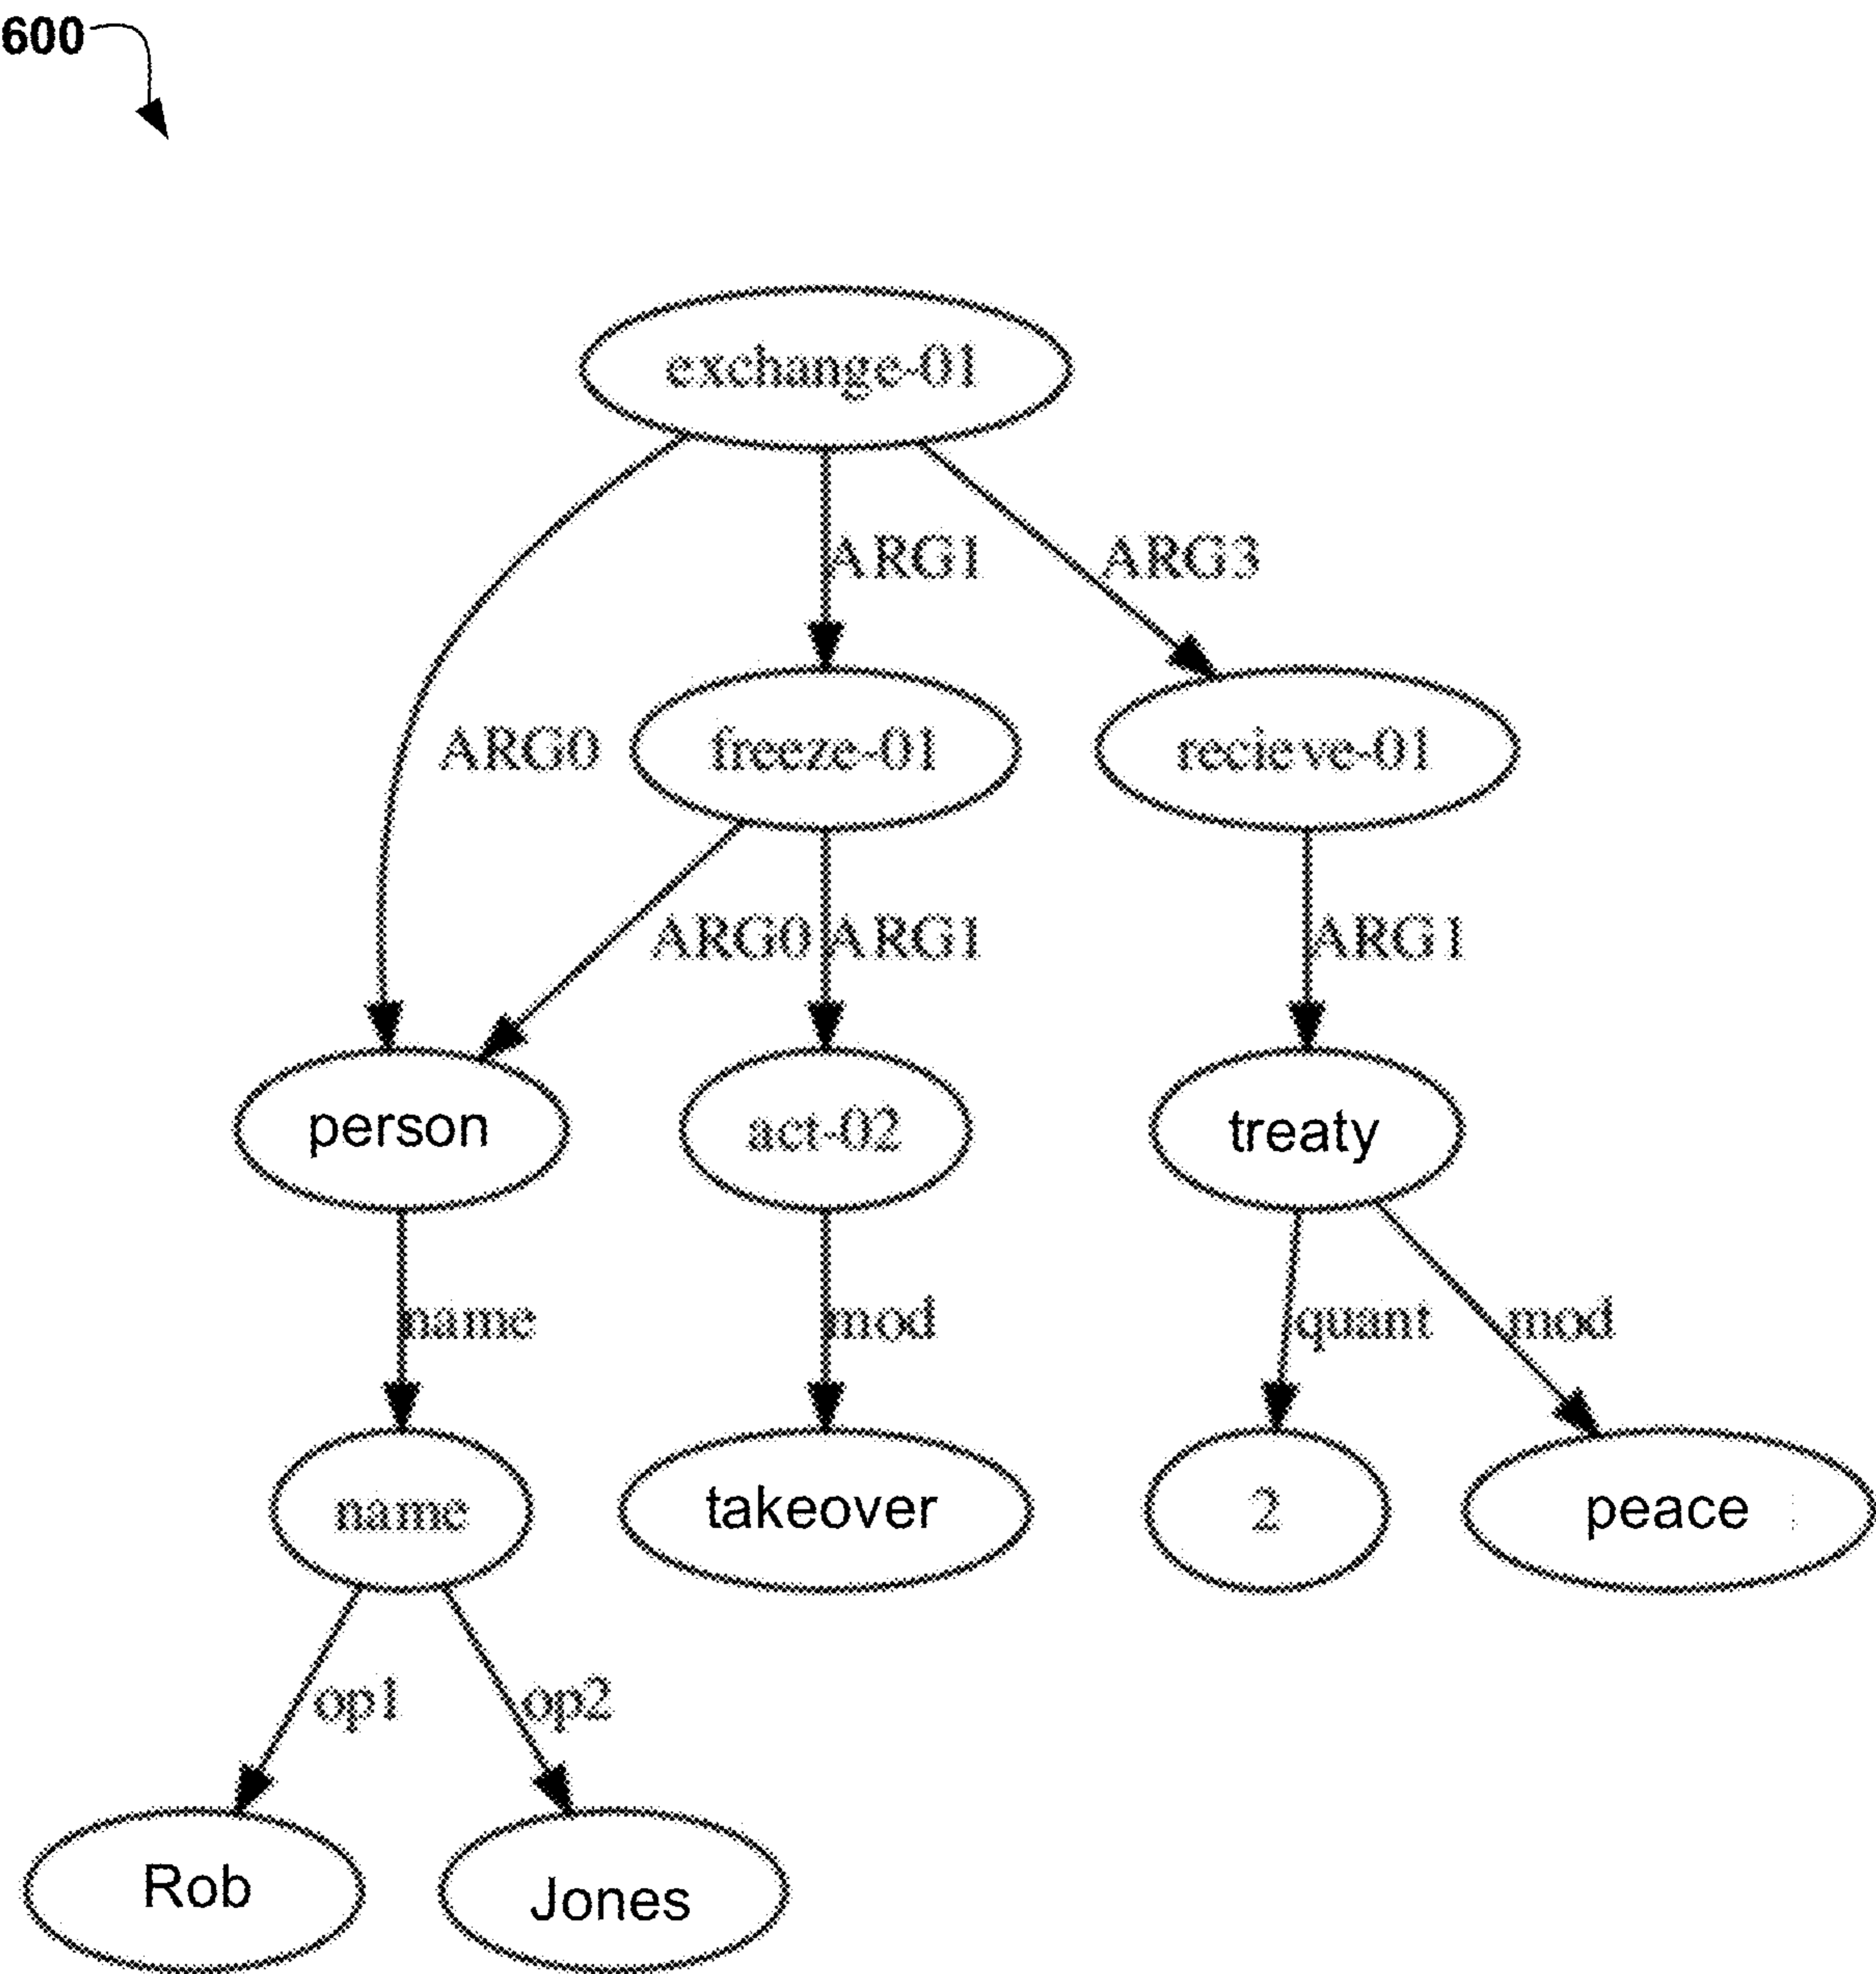 600
exchange-01
ARG1 ARG3
ARG0 freeze-01 recieve-01
ARG0 ARG1 ARG1
person act-02 treaty
name mod quant mod
name takeover 2 peace
op1 op2
Rob Jones